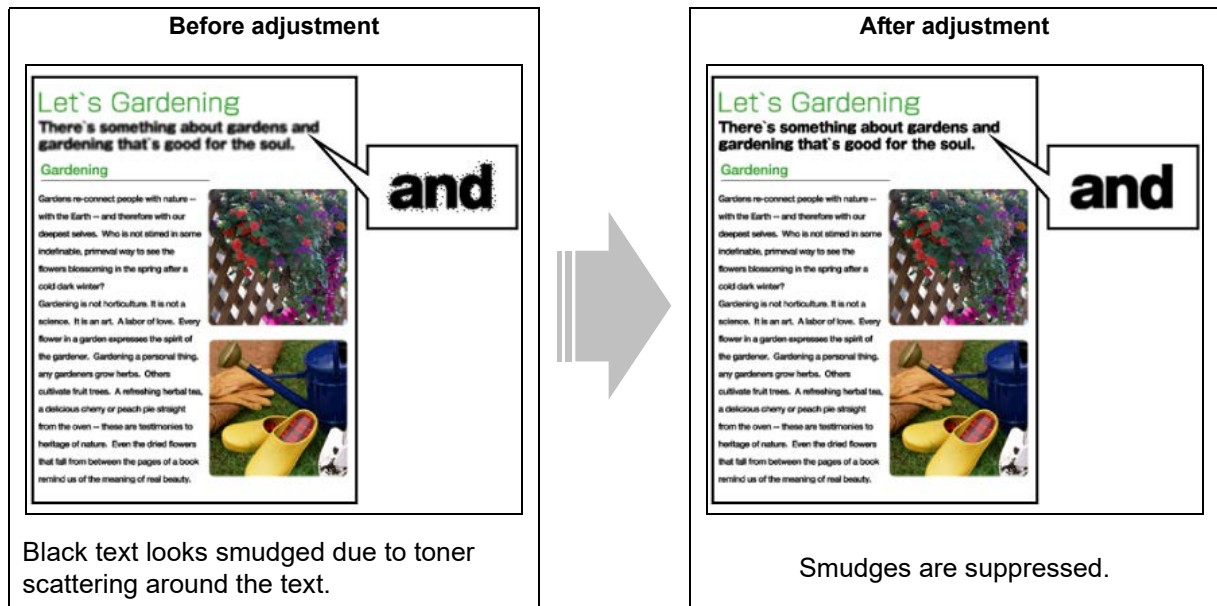 Before adjustment
Let`s Gardening
There`s something about gardens and
gardening that`s good for the soul.
Gardening
and
Gardens re-connect people with nature --
with the Earth -- and therefore with our
deepest selves. Who is not stirred in some
indefinable, primeval way to see the
flowers blossoming in the spring after a
cold dark winter?
Gardening is not horticulture. It is not a
science. It is an art. A labor of love. Every
flower in a garden expresses the spirit of
the gardener. Gardening a personal thing.
any gardeners grow herbs. Others
cultivate fruit trees. A refreshing herbal tea,
a delicious cherry or peach pie straight
from the oven -- these are testimonies to
heritage of nature. Even the dried flowers
that fall from between the pages of a book
remind us of the meaning of real beauty.
Black text looks smudged due to toner
scattering around the text.
After adjustment
Let`s Gardening
There`s something about gardens and
gardening that`s good for the soul.
Gardening
and
Gardens re-connect people with nature --
with the Earth -- and therefore with our
deepest selves. Who is not stirred in some
indefinable, primeval way to see the
flowers blossoming in the spring after a
cold dark winter?
Gardening is not horticulture. It is not a
science. It is an art. A labor of love. Every
flower in a garden expresses the spirit of
the gardener. Gardening a personal thing.
any gardeners grow herbs. Others
cultivate fruit trees. A refreshing herbal tea,
a delicious cherry or peach pie straight
from the oven -- these are testimonies to
heritage of nature. Even the dried flowers
that fall from between the pages of a book
remind us of the meaning of real beauty.
Smudges are suppressed.